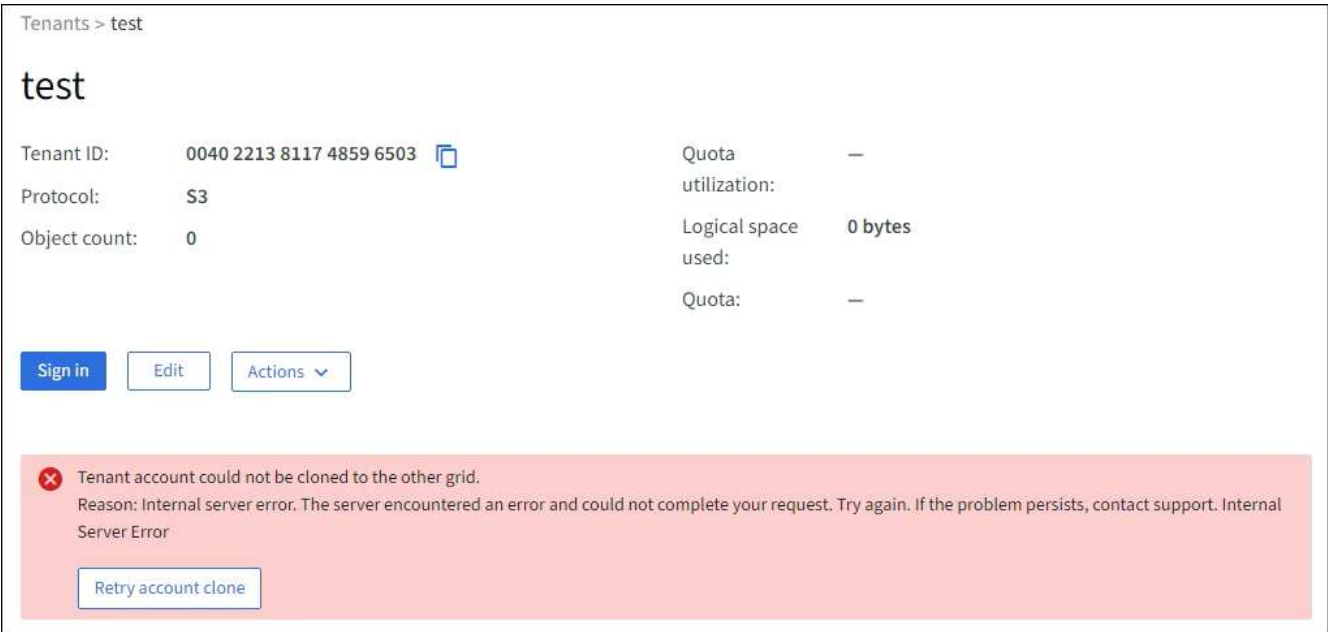 Tenants > test
test
Tenant ID: 0040 2213 8117 4859 6503
Protocol: S3
Object count: 0
Quota utilization: —
Logical space used: 0 bytes
Quota: —
Sign in Edit Actions
Tenant account could not be cloned to the other grid.
Reason: Internal server error. The server encountered an error and could not complete your request. Try again. If the problem persists, contact support. Internal
Server Error
Retry account clone